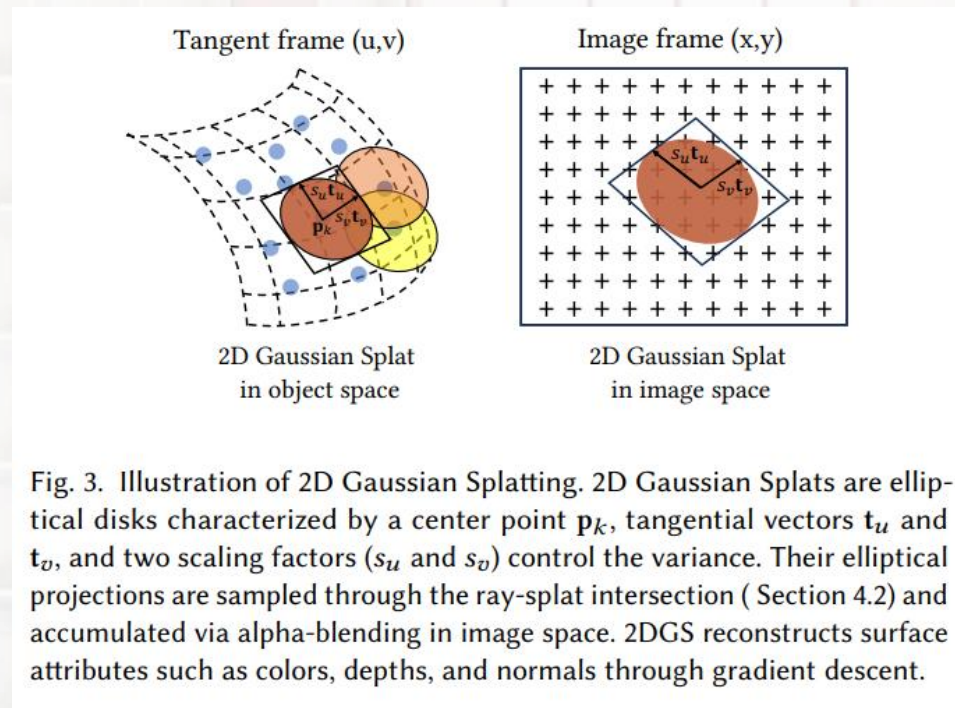 Tangent frame (u,v)
Image frame (x,y)
s_u t_u
s_v t_v
p_k
s_u t_u
s_v t_v
2D Gaussian Splat
in object space
2D Gaussian Splat
in image space
Fig. 3. Illustration of 2D Gaussian Splatting. 2D Gaussian Splats are ellip-
tical disks characterized by a center point p_k, tangential vectors t_u and
t_v, and two scaling factors (s_u and s_v) control the variance. Their elliptical
projections are sampled through the ray-splat intersection ( Section 4.2) and
accumulated via alpha-blending in image space. 2DGS reconstructs surface
attributes such as colors, depths, and normals through gradient descent.